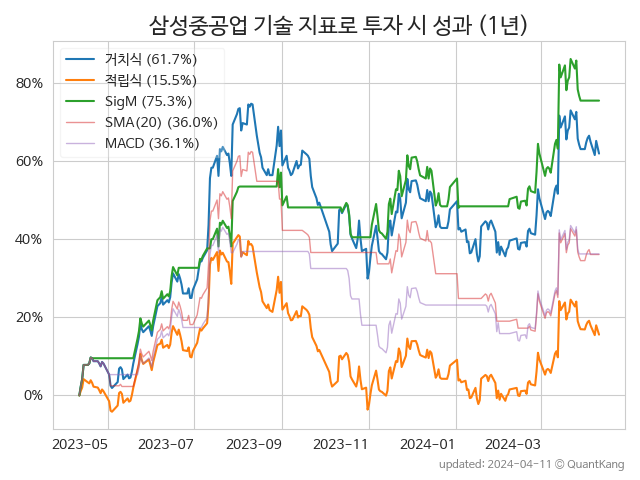 삼성중공업 기술 지표로 투자 시 성과 (1년)
거치식 (61.7%)
적립식 (15.5%)
SigM (75.3%)
SMA(20) (36.0%)
MACD (36.1%)
80%
60%
40%
20%
0%
2023-05 2023-07 2023-09 2023-11 2024-01 2024-03
updated: 2024-04-11 © QuantKang